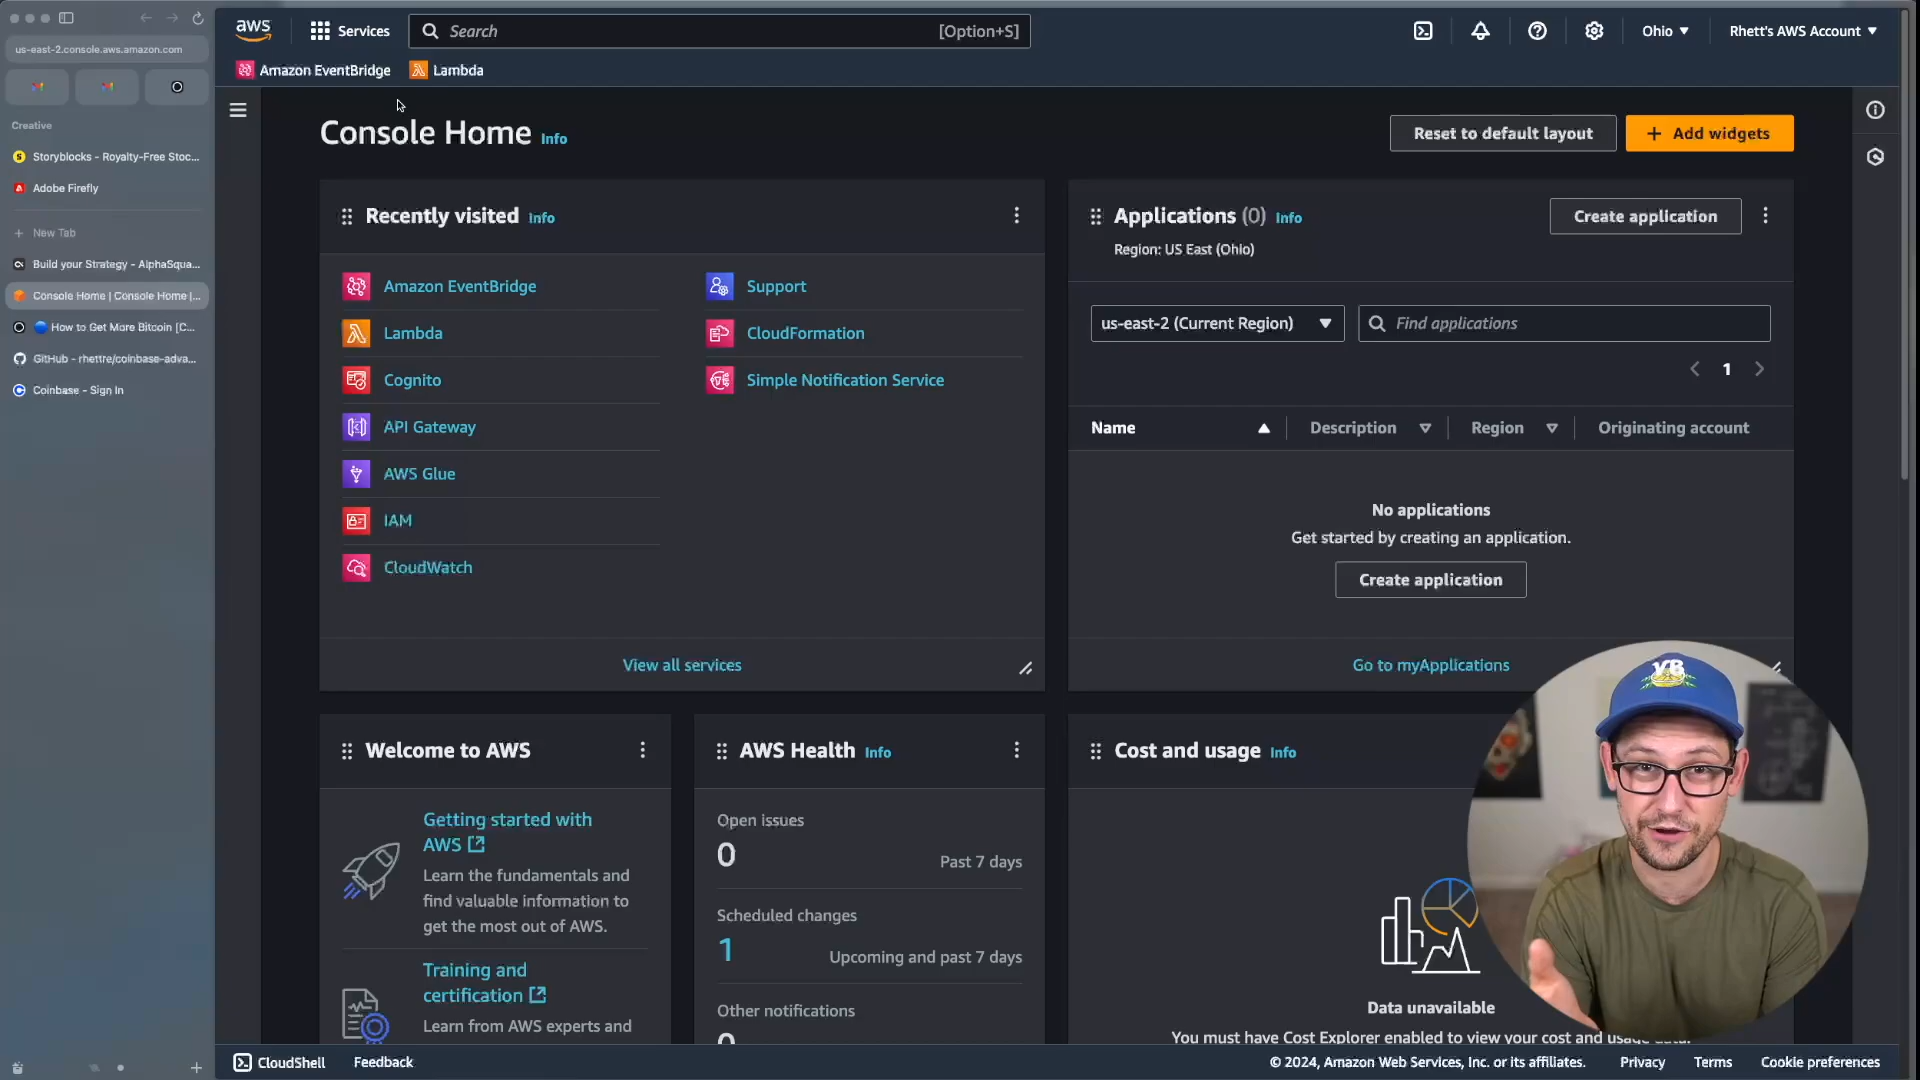 us-east-2.console.aws.amazon.com
Creative
Storyblocks - Royalty-Free Stoc...
Adobe Firefly
New Tab
Build your Strategy - AlphaSqua...
Console Home | Console Home |...
How to Get More Bitcoin [C...
GitHub - rhettre/coinbase-adva...
Coinbase - Sign In
aws
Services
Search
[Option+S]
Ohio
Rhett's AWS Account
Amazon EventBridge
Lambda
Console Home Info
Reset to default layout
Add widgets
Recently visited Info
Amazon EventBridge
Lambda
Cognito
API Gateway
AWS Glue
IAM
CloudWatch
Support
CloudFormation
Simple Notification Service
View all services
Applications (0) Info
Region: US East (Ohio)
Create application
us-east-2 (Current Region)
Find applications
1
Name
Description
Region
Originating account
No applications
Get started by creating an application.
Create application
Go to myApplications
Welcome to AWS
Getting started with
AWS
Learn the fundamentals and
find valuable information to
get the most out of AWS.
Training and
certification
Learn from AWS experts and
AWS Health Info
Open issues
0
Past 7 days
Scheduled changes
1
Upcoming and past 7 days
Other notifications
0
Cost and usage Info
Data unavailable
You must have Cost Explorer enabled to view your cost and usage data.
CloudShell
Feedback
© 2024, Amazon Web Services, Inc. or its affiliates.
Privacy
Terms
Cookie preferences